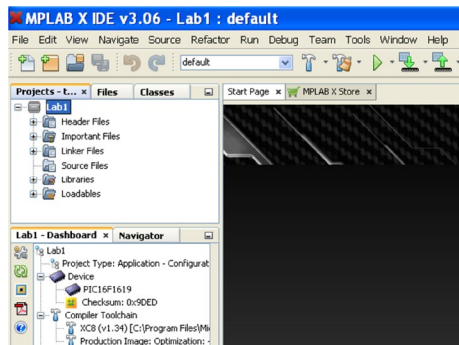 MPLAB X IDE v3.06 - Lab1 : default
File Edit View Navigate Source Refactor Run Debug Team Tools Window Help
default
Projects - t... × Files Classes
Start Page × MPLAB X Store ×
Lab1
Header Files
Important Files
Linker Files
Source Files
Libraries
Loadables
Lab1 - Dashboard × Navigator
Lab1
Project Type: Application - Configurat
Device
PIC16F1619
Checksum: 0x9DED
Compiler Toolchain
XC8 (v1.34) [C:\Program Files\Mi
Production Image: Optimization: -